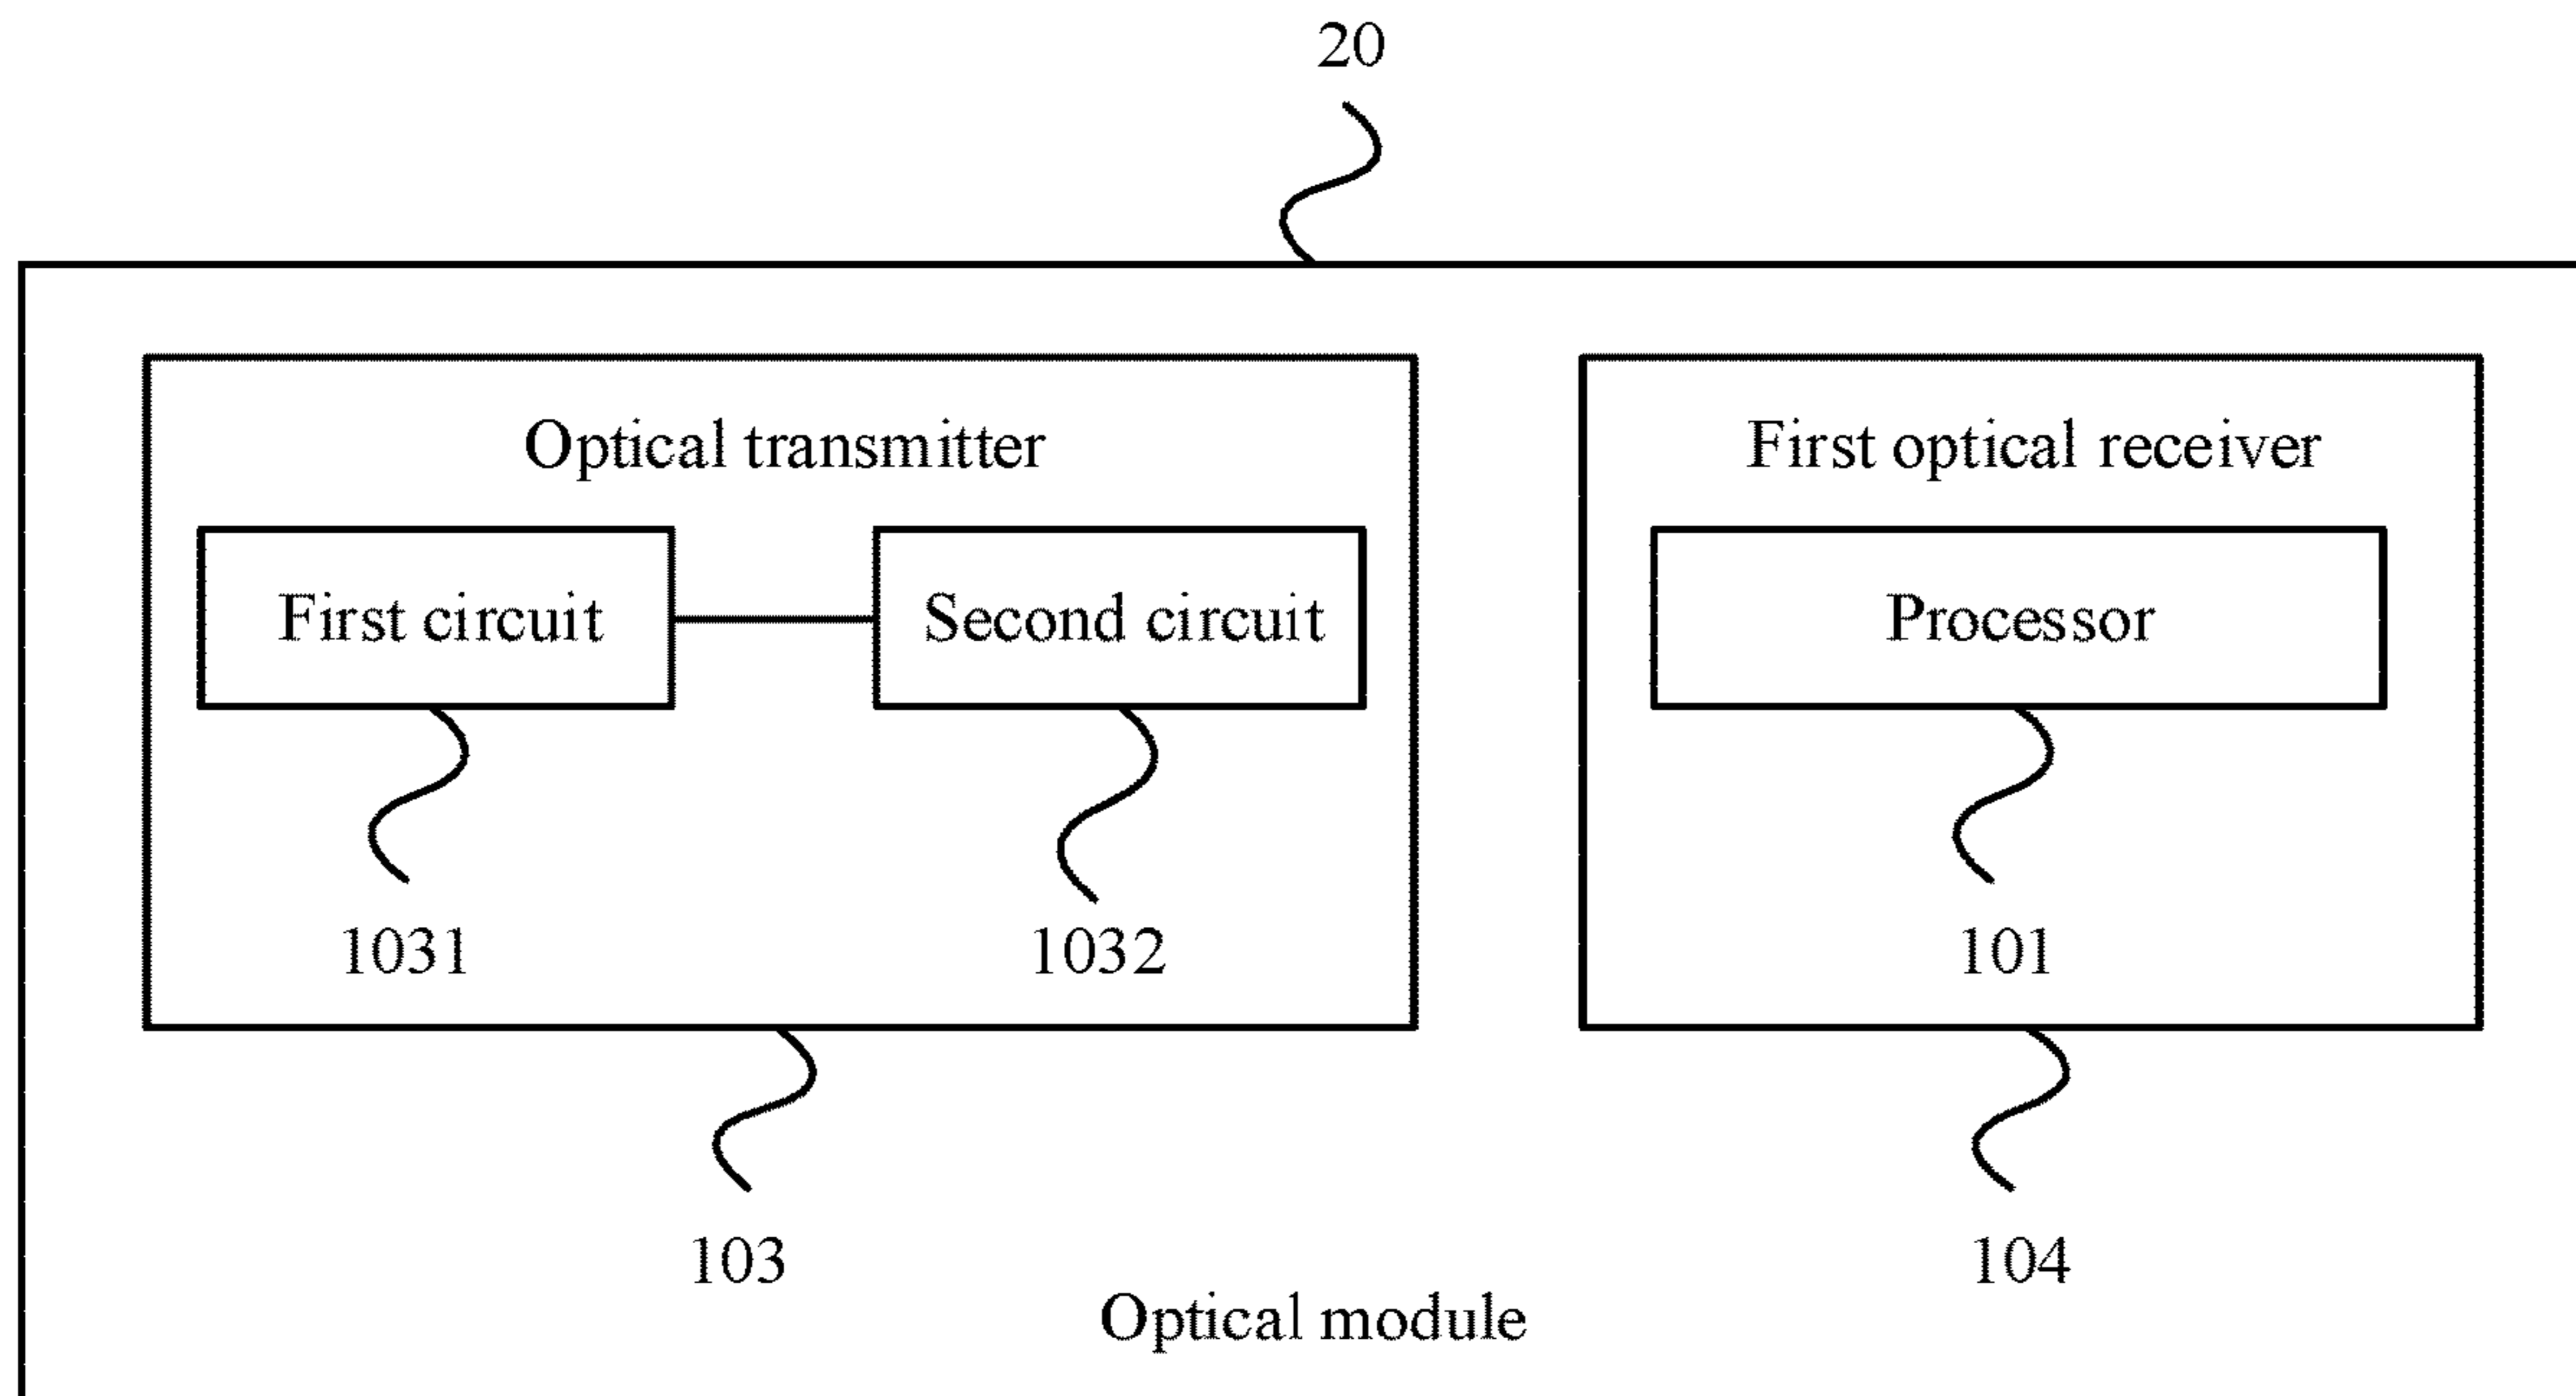 20
Optical transmitter
First optical receiver
First circuit
Second circuit
Processor
1031
1032
101
103
104
Optical module